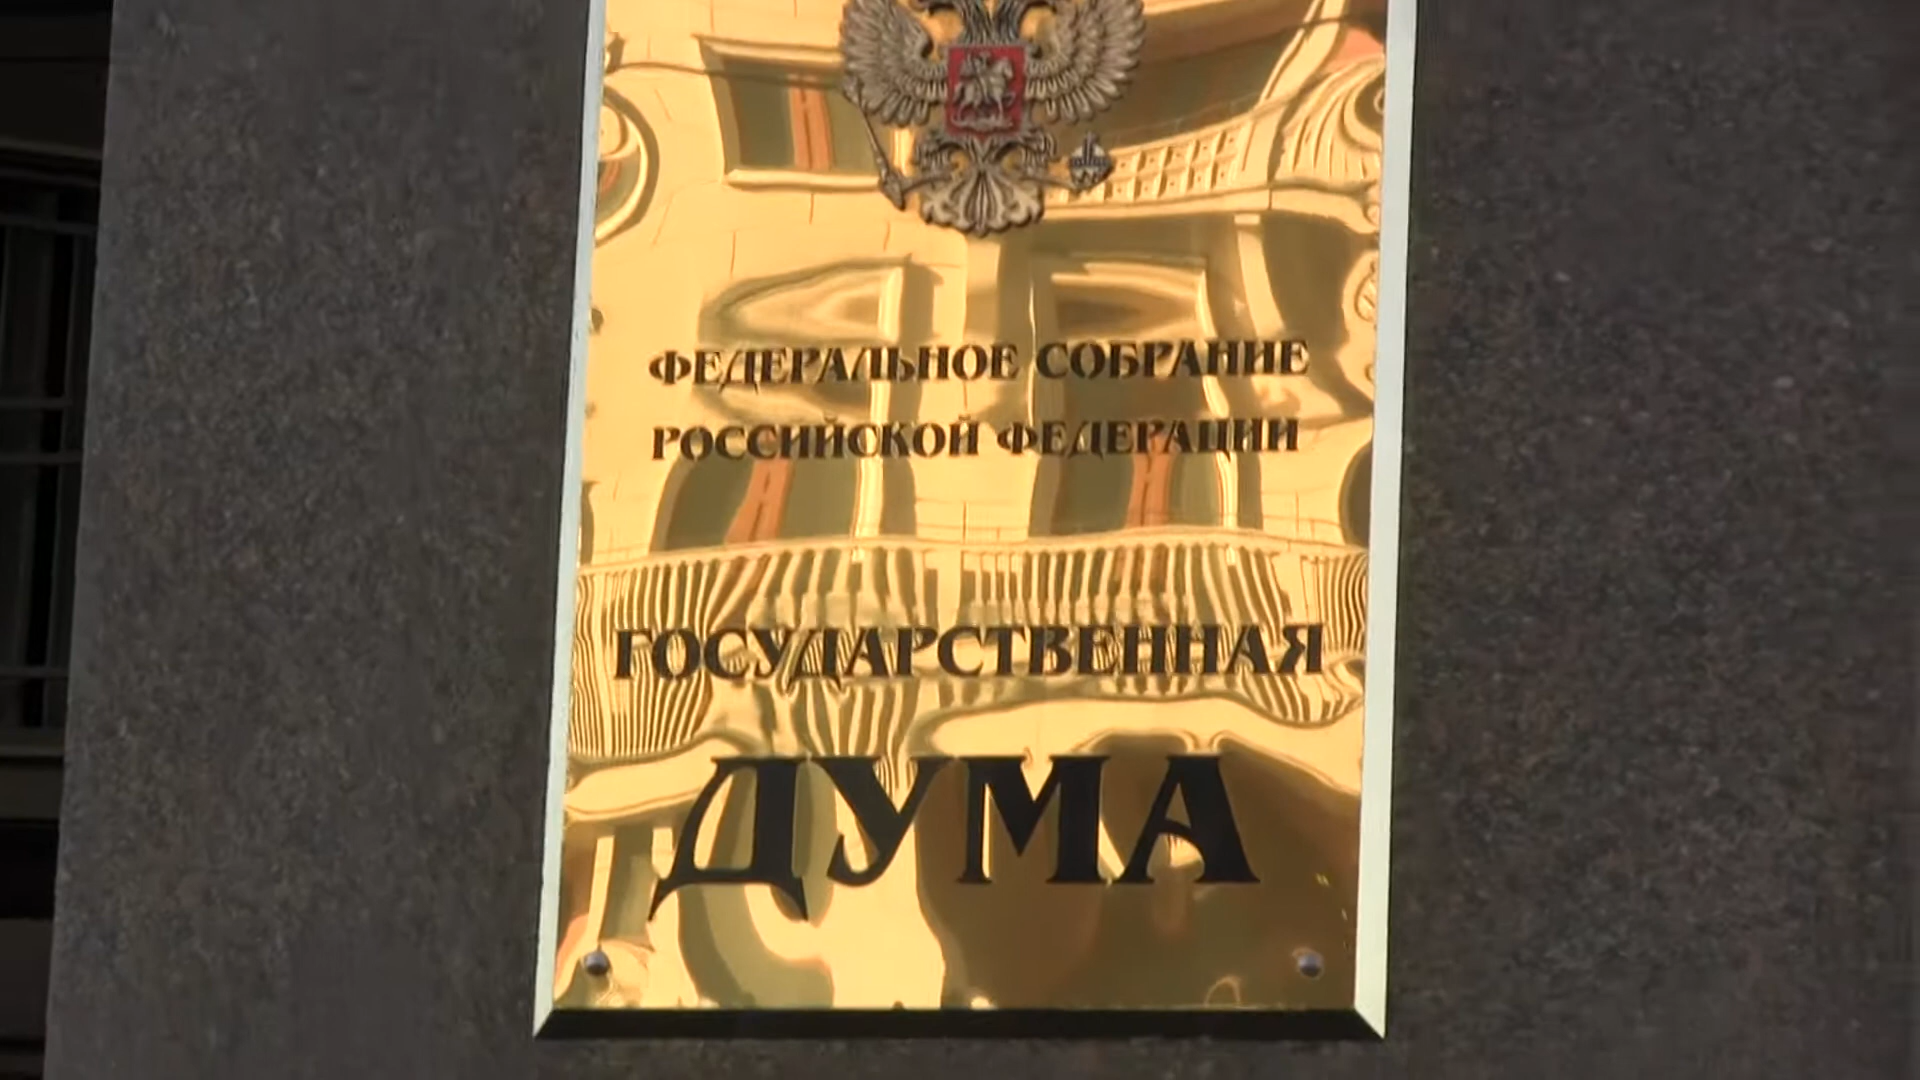 ФЕДЕРАЛЬНОЕ СОБРАНИЕ
РОССИЙСКОЙ ФЕДЕРАЦИИ
ГОСУДАРСТВЕННАЯ
ДУМА